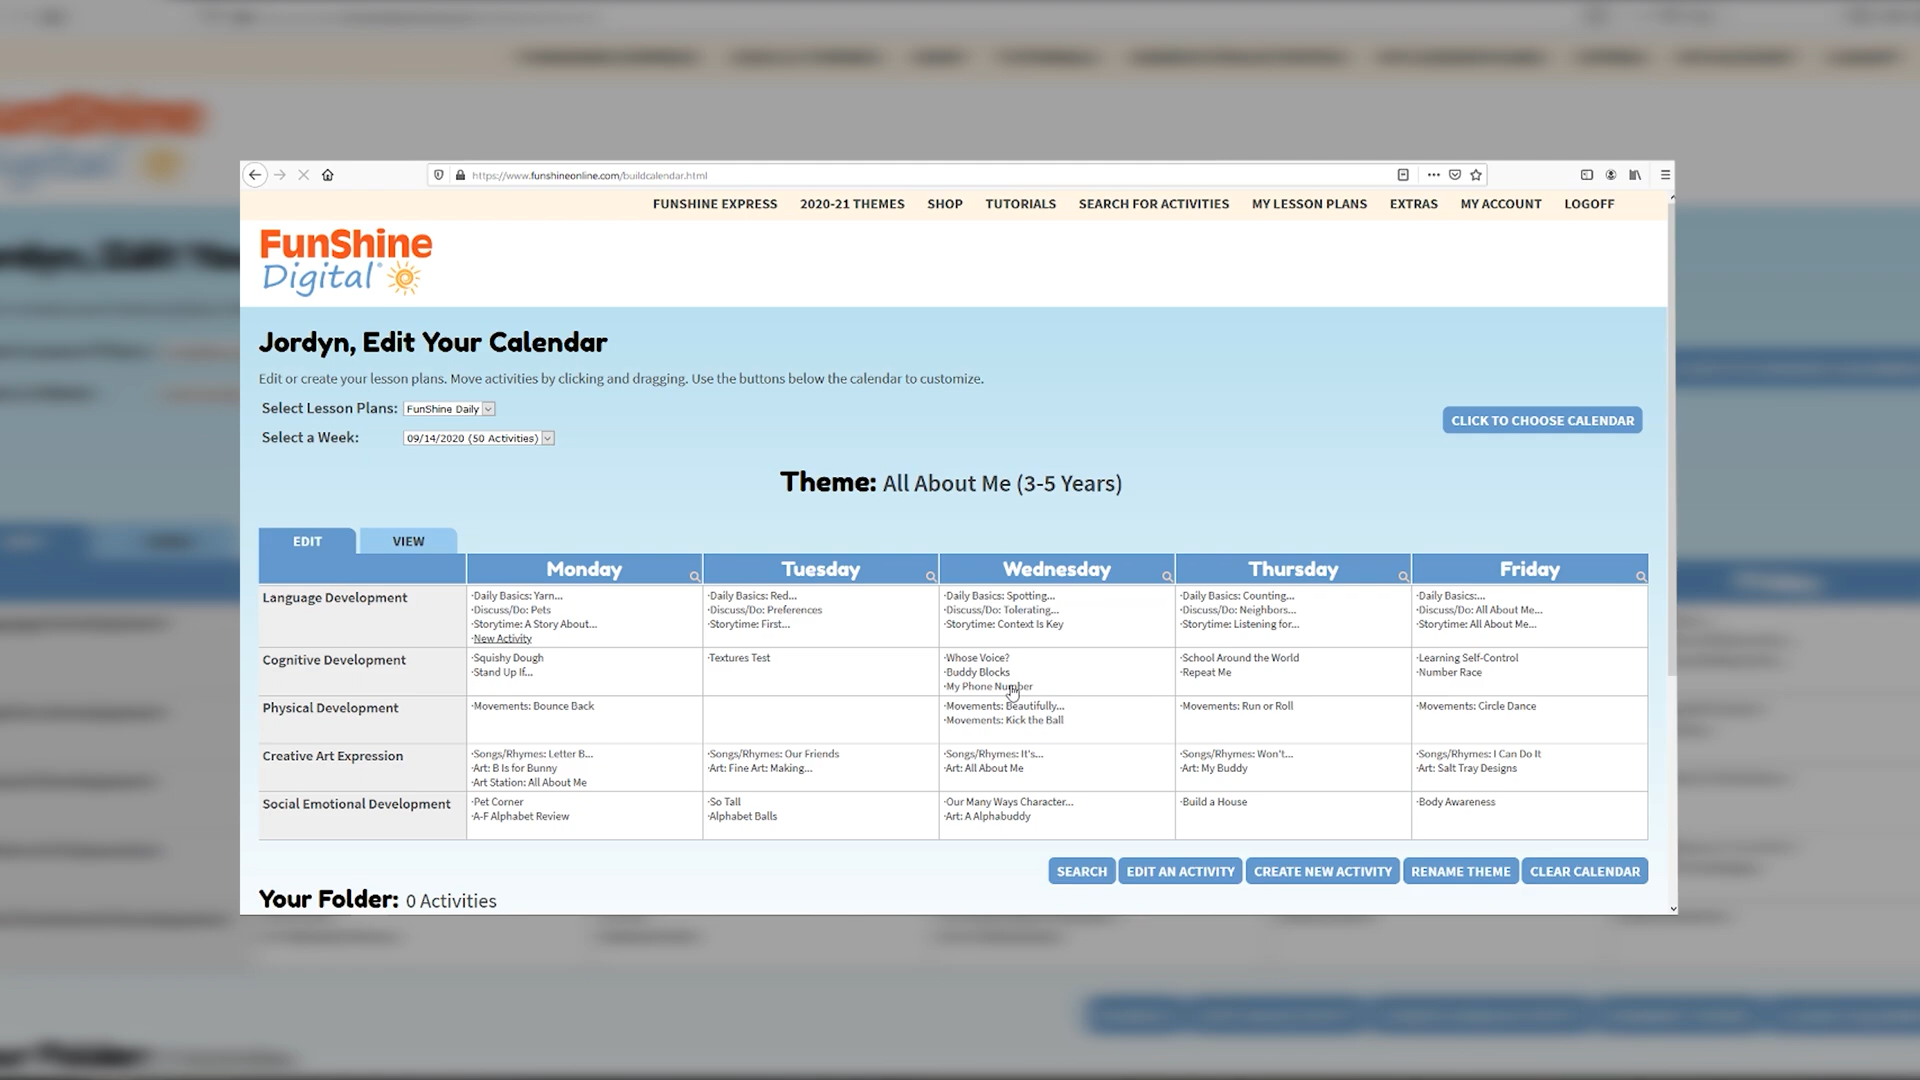 https://www.funshineonline.com/buildcalendar.html
FUNSHINE EXPRESS 2020-21 THEMES SHOP TUTORIALS SEARCH FOR ACTIVITIES MY LESSON PLANS EXTRAS MY ACCOUNT LOGOFF
FunShine
Digital
Jordyn, Edit Your Calendar
Edit or create your lesson plans. Move activities by clicking and dragging. Use the buttons below the calendar to customize.
Select Lesson Plans: FunShine Daily
CLICK TO CHOOSE CALENDAR
Select a Week: 09/14/2020 (50 Activities)
Theme: All About Me (3-5 Years)
EDIT VIEW
Monday Tuesday Wednesday Thursday Friday
Language Development
·Daily Basics: Yarn...
·Discuss/Do: Pets
·Storytime: A Story About...
·New Activity
·Daily Basics: Red...
·Discuss/Do: Preferences
·Storytime: First...
·Daily Basics: Spotting...
·Discuss/Do: Tolerating...
·Storytime: Context Is Key
·Daily Basics: Counting...
·Discuss/Do: Neighbors...
·Storytime: Listening for...
·Daily Basics:...
·Discuss/Do: All About Me...
·Storytime: All About Me...
Cognitive Development
·Squishy Dough
·Stand Up If...
·Textures Test
·Whose Voice?
·Buddy Blocks
·My Phone Number
·School Around the World
·Repeat Me
·Learning Self-Control
·Number Race
Physical Development
·Movements: Bounce Back
·Movements: Beautifully...
·Movements: Kick the Ball
·Movements: Run or Roll
·Movements: Circle Dance
Creative Art Expression
·Songs/Rhymes: Letter B...
·Art: B Is for Bunny
·Art Station: All About Me
·Songs/Rhymes: Our Friends
·Art: Fine Art: Making...
·Songs/Rhymes: It's...
·Art: All About Me
·Songs/Rhymes: Won't...
·Art: My Buddy
·Songs/Rhymes: I Can Do It
·Art: Salt Tray Designs
Social Emotional Development
·Pet Corner
·A-F Alphabet Review
·So Tall
·Alphabet Balls
·Our Many Ways Character...
·Art: A Alphabuddy
·Build a House
·Body Awareness
SEARCH EDIT AN ACTIVITY CREATE NEW ACTIVITY RENAME THEME CLEAR CALENDAR
Your Folder: 0 Activities